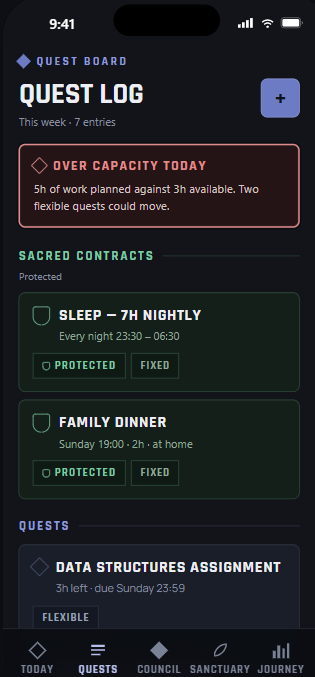 9:41
QUEST BOARD
QUEST LOG
+
This week · 7 entries
OVER CAPACITY TODAY
5h of work planned against 3h available. Two
flexible quests could move.
SACRED CONTRACTS
Protected
SLEEP — 7H NIGHTLY
Every night 23:30 – 06:30
PROTECTED FIXED
FAMILY DINNER
Sunday 19:00 · 2h · at home
PROTECTED FIXED
QUESTS
DATA STRUCTURES ASSIGNMENT
3h left · due Sunday 23:59
FLEXIBLE
TODAY QUESTS COUNCIL SANCTUARY JOURNEY